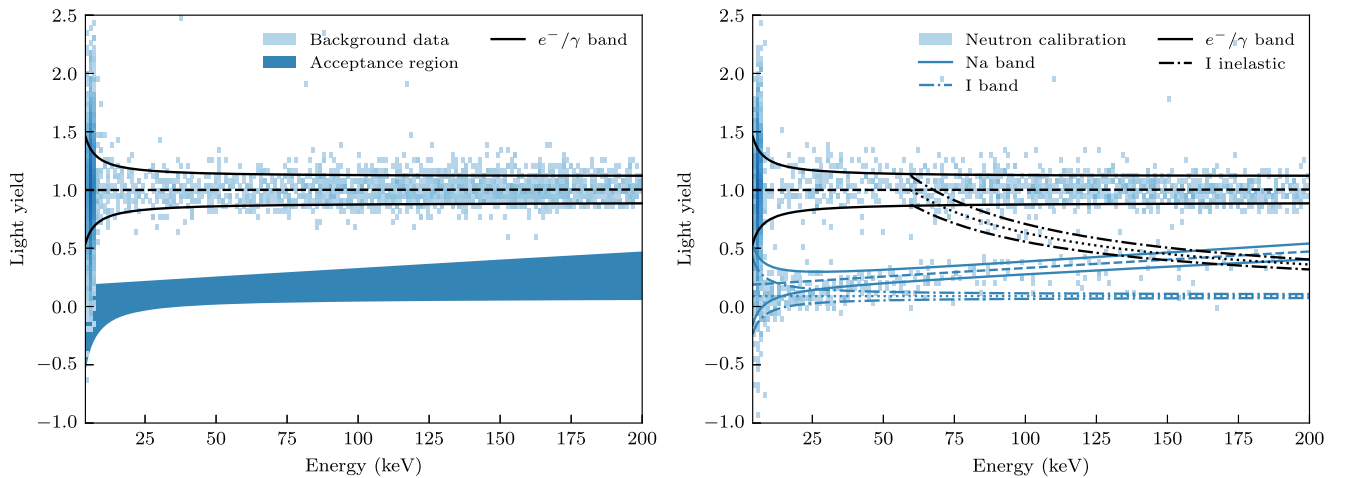 2.5
2.0
1.5
1.0
0.5
0.0
−0.5
−1.0
Light yield
Background data
Acceptance region
e⁻/γ band
25 50 75 100 125 150 175 200
Energy (keV)
2.5
2.0
1.5
1.0
0.5
0.0
−0.5
−1.0
Light yield
Neutron calibration
Na band
I band
e⁻/γ band
I inelastic
25 50 75 100 125 150 175 200
Energy (keV)